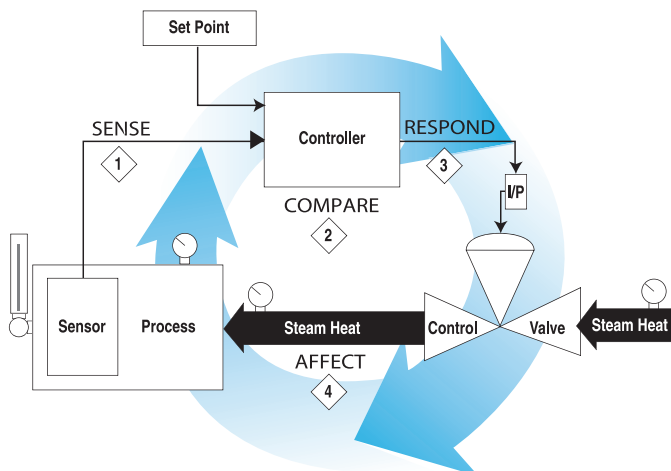 Set Point
SENSE
1
Controller
RESPOND
3
I/P
COMPARE
2
Sensor
Process
Steam Heat
Control
Valve
Steam Heat
AFFECT
4